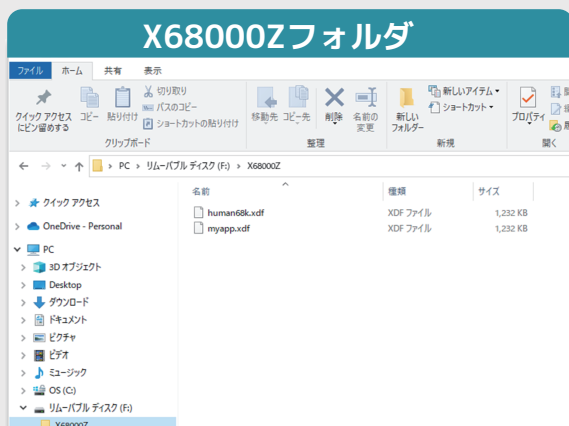 X68000Zフォルダ
ファイル ホーム 共有 表示
クイック アクセス
にピン留めする
コピー
貼り付け
切り取り
パスのコピー
ショートカットの貼り付け
移動先
コピー先
削除
名前の
変更
新しい
フォルダー
新しいアイテム
ショートカット
プロパティ
クリップボード 整理 新規 開く
PC リムーバブル ディスク (F:) X68000Z
名前 種類 サイズ
human68k.xdf XDF ファイル 1,232 KB
myapp.xdf XDF ファイル 1,232 KB
クイック アクセス
OneDrive - Personal
PC
3D オブジェクト
Desktop
ダウンロード
ドキュメント
ピクチャ
ビデオ
ミュージック
OS (C:)
リムーバブル ディスク (F:)
X68000Z